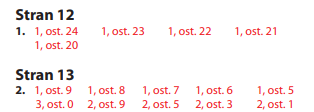 Stran 12
1. 1, ost. 24 1, ost. 23 1, ost. 22 1, ost. 21
1, ost. 20
Stran 13
2. 1, ost. 9 1, ost. 8 1, ost. 7 1, ost. 6 1, ost. 5
3, ost. 0 2, ost. 9 2, ost. 5 2, ost. 3 2, ost. 1